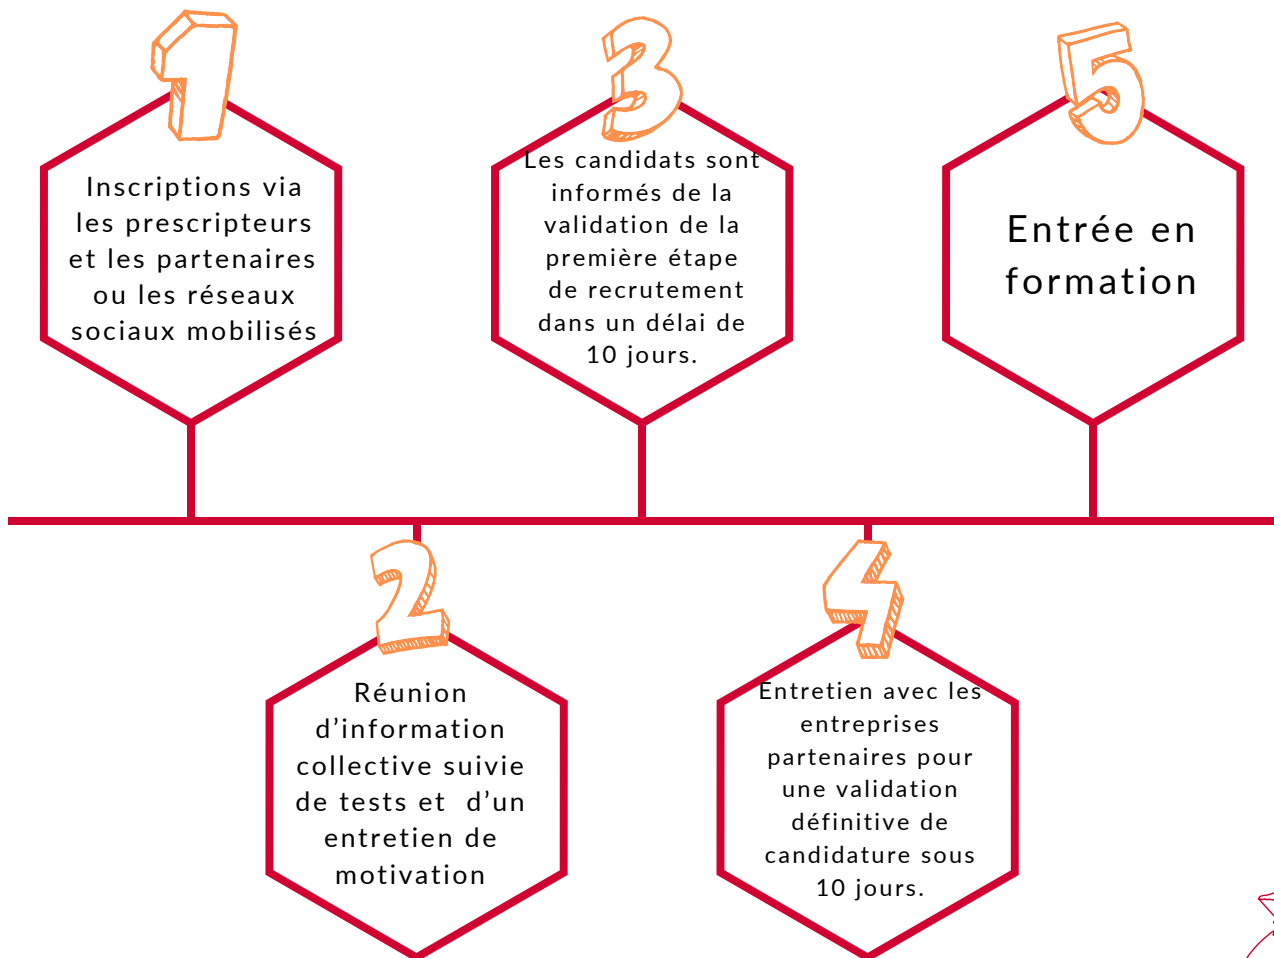 1
Inscriptions via
les prescripteurs
et les partenaires
ou les réseaux
sociaux mobilisés
2
Réunion
d’information
collective suivie
de tests et d’un
entretien de
motivation
3
Les candidats sont
informés de la
validation de la
première étape
de recrutement
dans un délai de
10 jours.
4
Entretien avec les
entreprises
partenaires pour
une validation
définitive de
candidature sous
10 jours.
5
Entrée en
formation